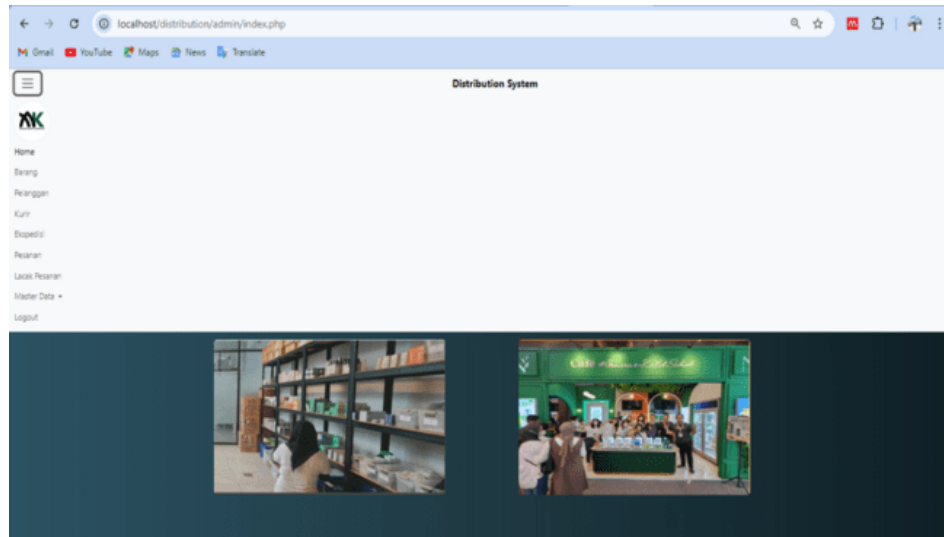 localhost/distribution/admin/index.php
Gmail YouTube Maps News Translate
Distribution System
Home
Barang
Pelanggan
Kurir
Ekspedisi
Pesanan
Lacak Pesanan
Master Data
Logout